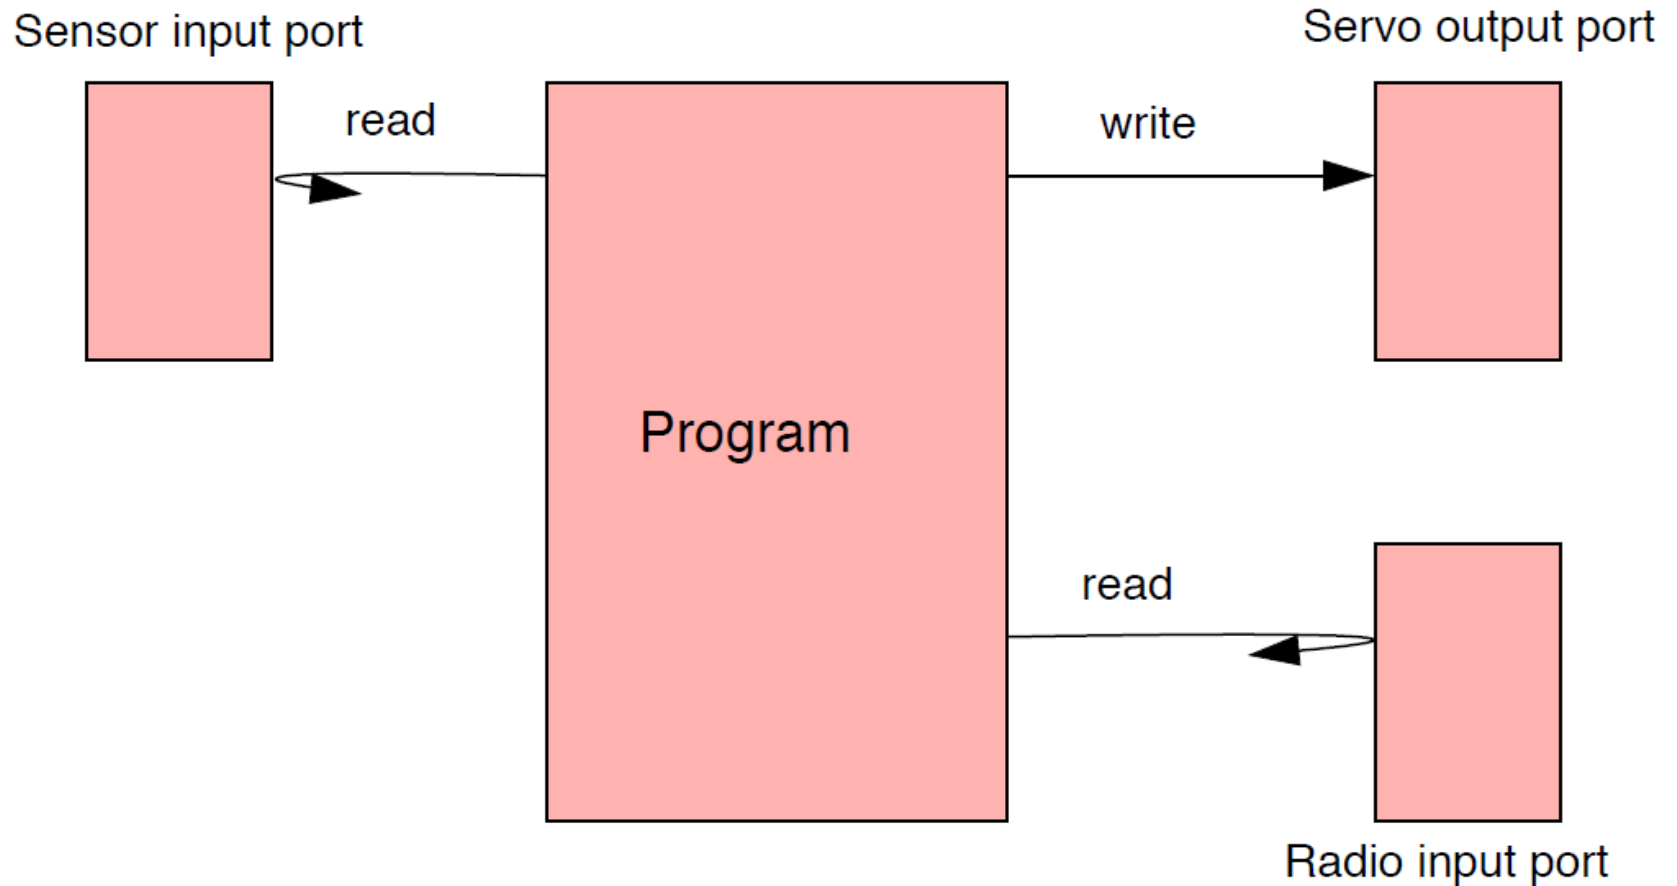 Sensor input port
Servo output port
read
write
Program
read
Radio input port